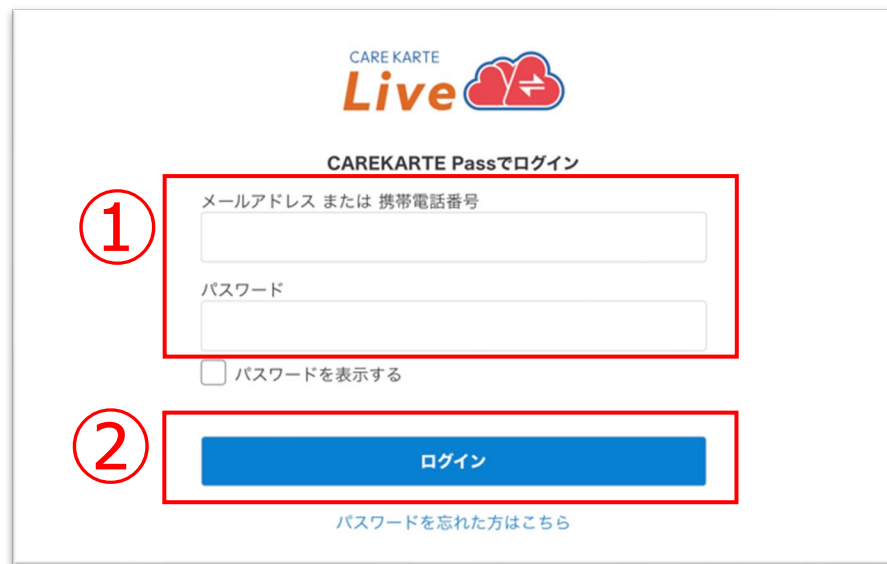 CARE KARTE
Live
CAREKARTE Passでログイン
①
メールアドレス または 携帯電話番号
パスワード
パスワードを表示する
②
ログイン
パスワードを忘れた方はこちら